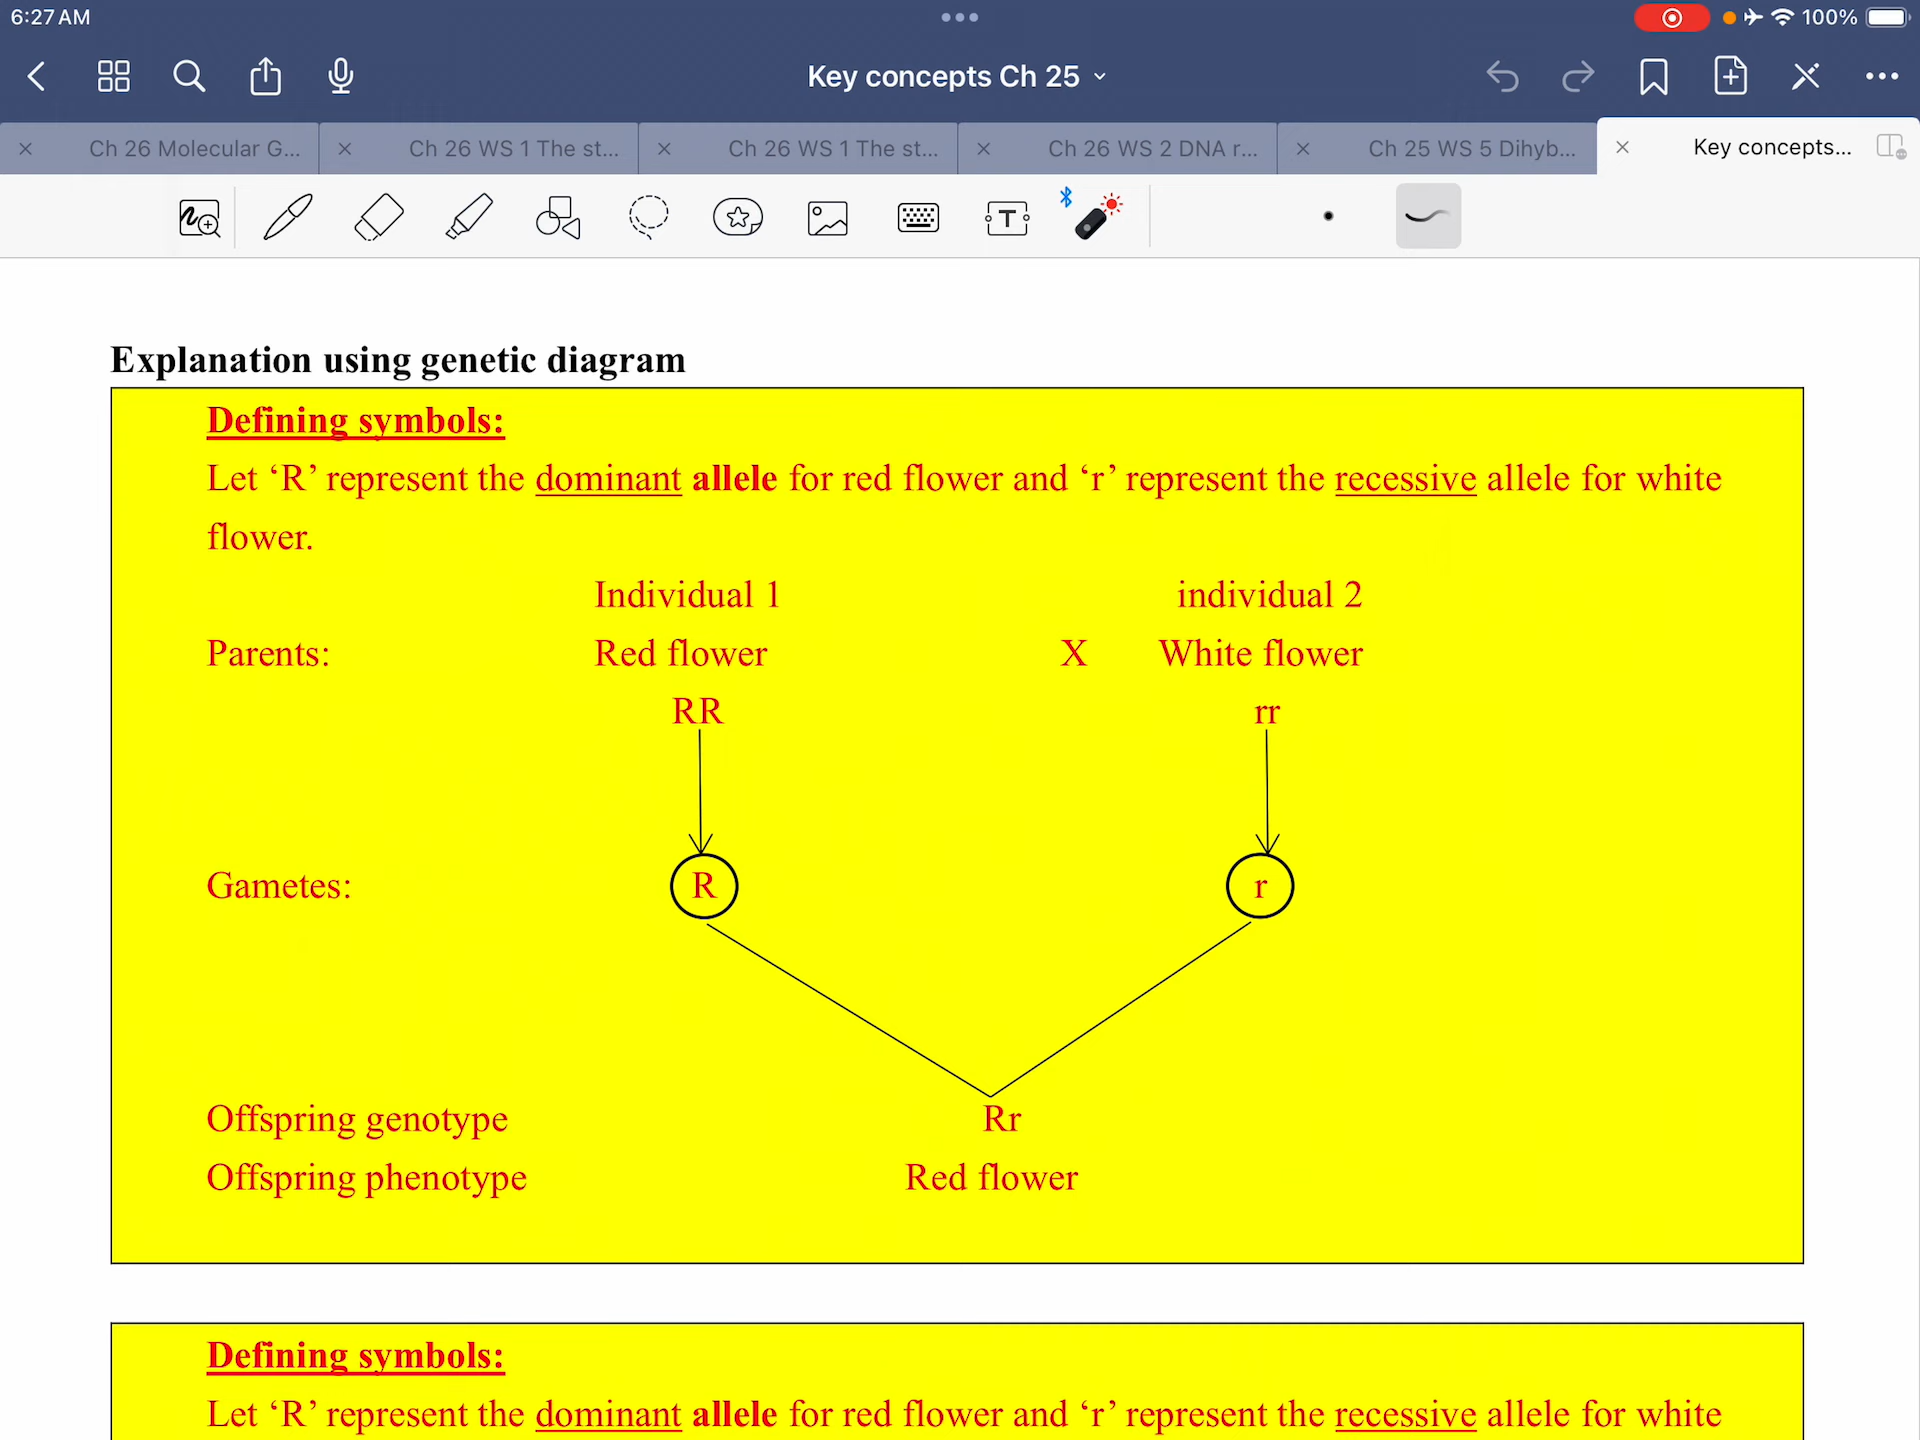 6:27 AM
100%
Key concepts Ch 25
Ch 26 Molecular G...
Ch 26 WS 1 The st...
Ch 26 WS 1 The st...
Ch 26 WS 2 DNA r...
Ch 25 WS 5 Dihyb...
Key concepts...
T
Explanation using genetic diagram
Defining symbols:
Let ‘R’ represent the dominant allele for red flower and ‘r’ represent the recessive allele for white
flower.
Individual 1 individual 2
Parents: Red flower X White flower
RR rr
Gametes: R r
Offspring genotype Rr
Offspring phenotype Red flower
Defining symbols:
Let ‘R’ represent the dominant allele for red flower and ‘r’ represent the recessive allele for white